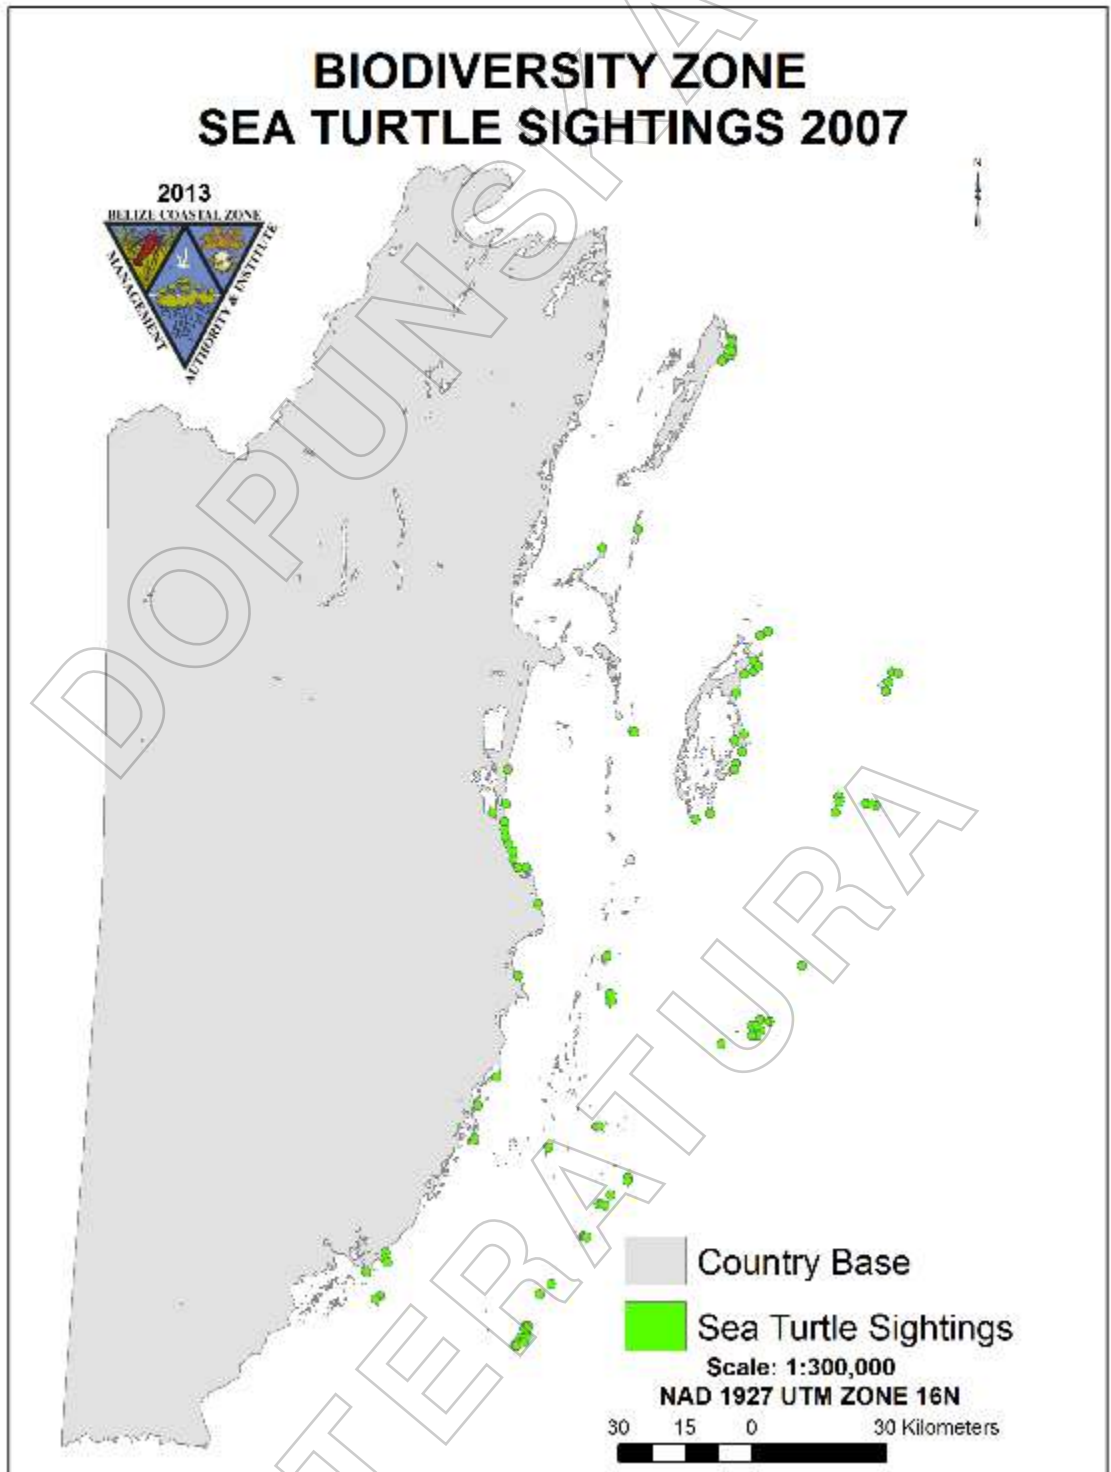 BIODIVERSITY ZONE
SEA TURTLE SIGHTINGS 2007
N
2013
BELIZE COASTAL ZONE
MANAGEMENT
AUTHORITY & INSTITUTE
Country Base
Sea Turtle Sightings
Scale: 1:300,000
NAD 1927 UTM ZONE 16N
30 15 0 30 Kilometers
DOPUNSKA
LITERATURA